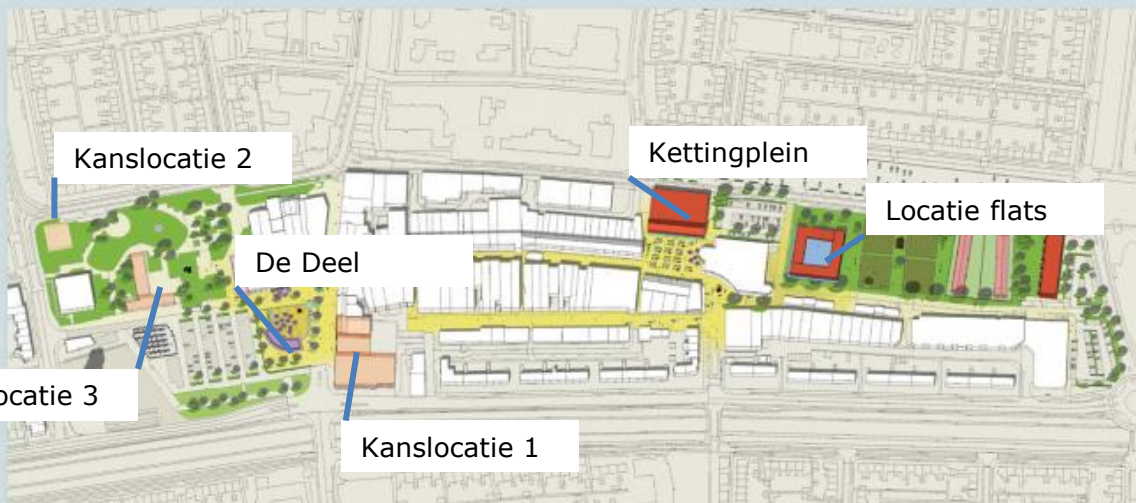 Kanslocatie 2
Kettingplein
Locatie flats
De Deel
ocatie 3
Kanslocatie 1